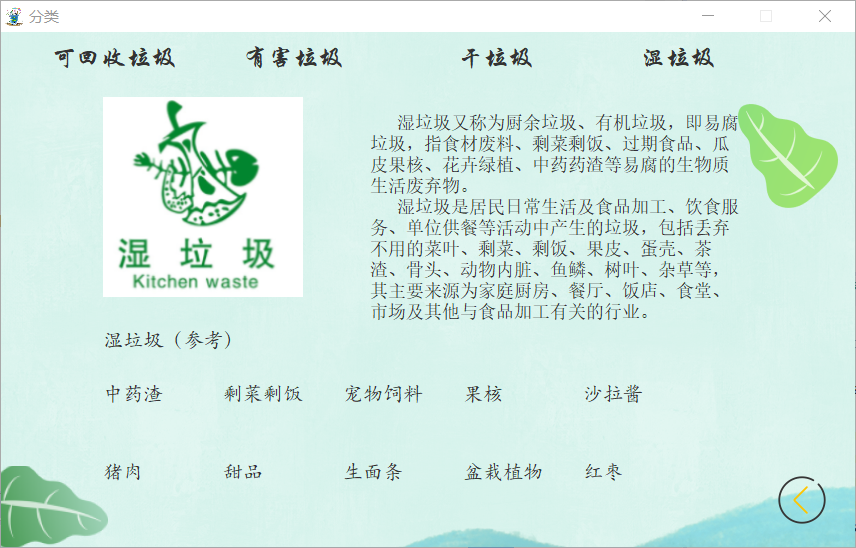 分类
可回收垃圾 有害垃圾 干垃圾 湿垃圾
湿垃圾
Kitchen waste
湿垃圾又称为厨余垃圾、有机垃圾，即易腐
垃圾，指食材废料、剩菜剩饭、过期食品、瓜
皮果核、花卉绿植、中药药渣等易腐的生物质
生活废弃物。
湿垃圾是居民日常生活及食品加工、饮食服
务、单位供餐等活动中产生的垃圾，包括丢弃
不用的菜叶、剩菜、剩饭、果皮、蛋壳、茶
渣、骨头、动物内脏、鱼鳞、树叶、杂草等，
其主要来源为家庭厨房、餐厅、饭店、食堂、
市场及其他与食品加工有关的行业。
湿垃圾（参考）
中药渣 剩菜剩饭 宠物饲料 果核 沙拉酱
猪肉 甜品 生面条 盆栽植物 红枣